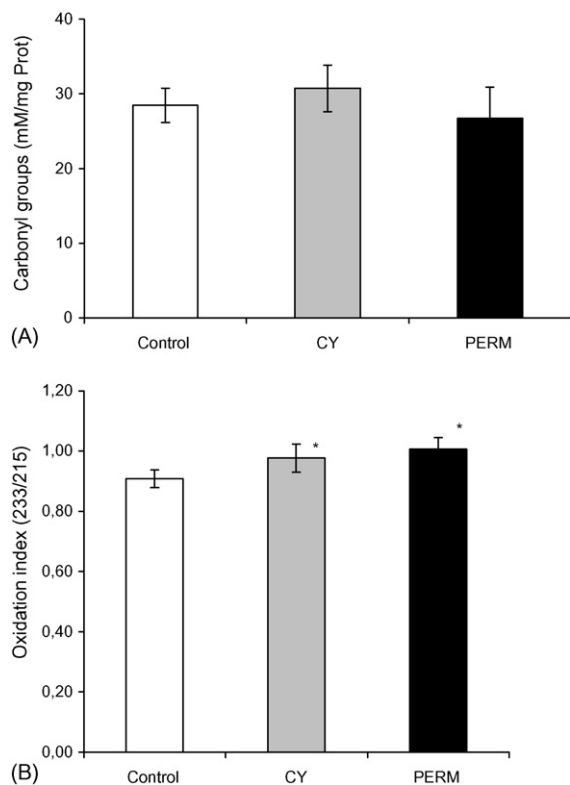 40
30
20
10
0
Carbonyl groups (mM/mg Prot)
Control CY PERM
(A)
1,20
1,00
0,80
0,60
0,40
0,20
0,00
Oxidation index (233/215)
* *
Control CY PERM
(B)